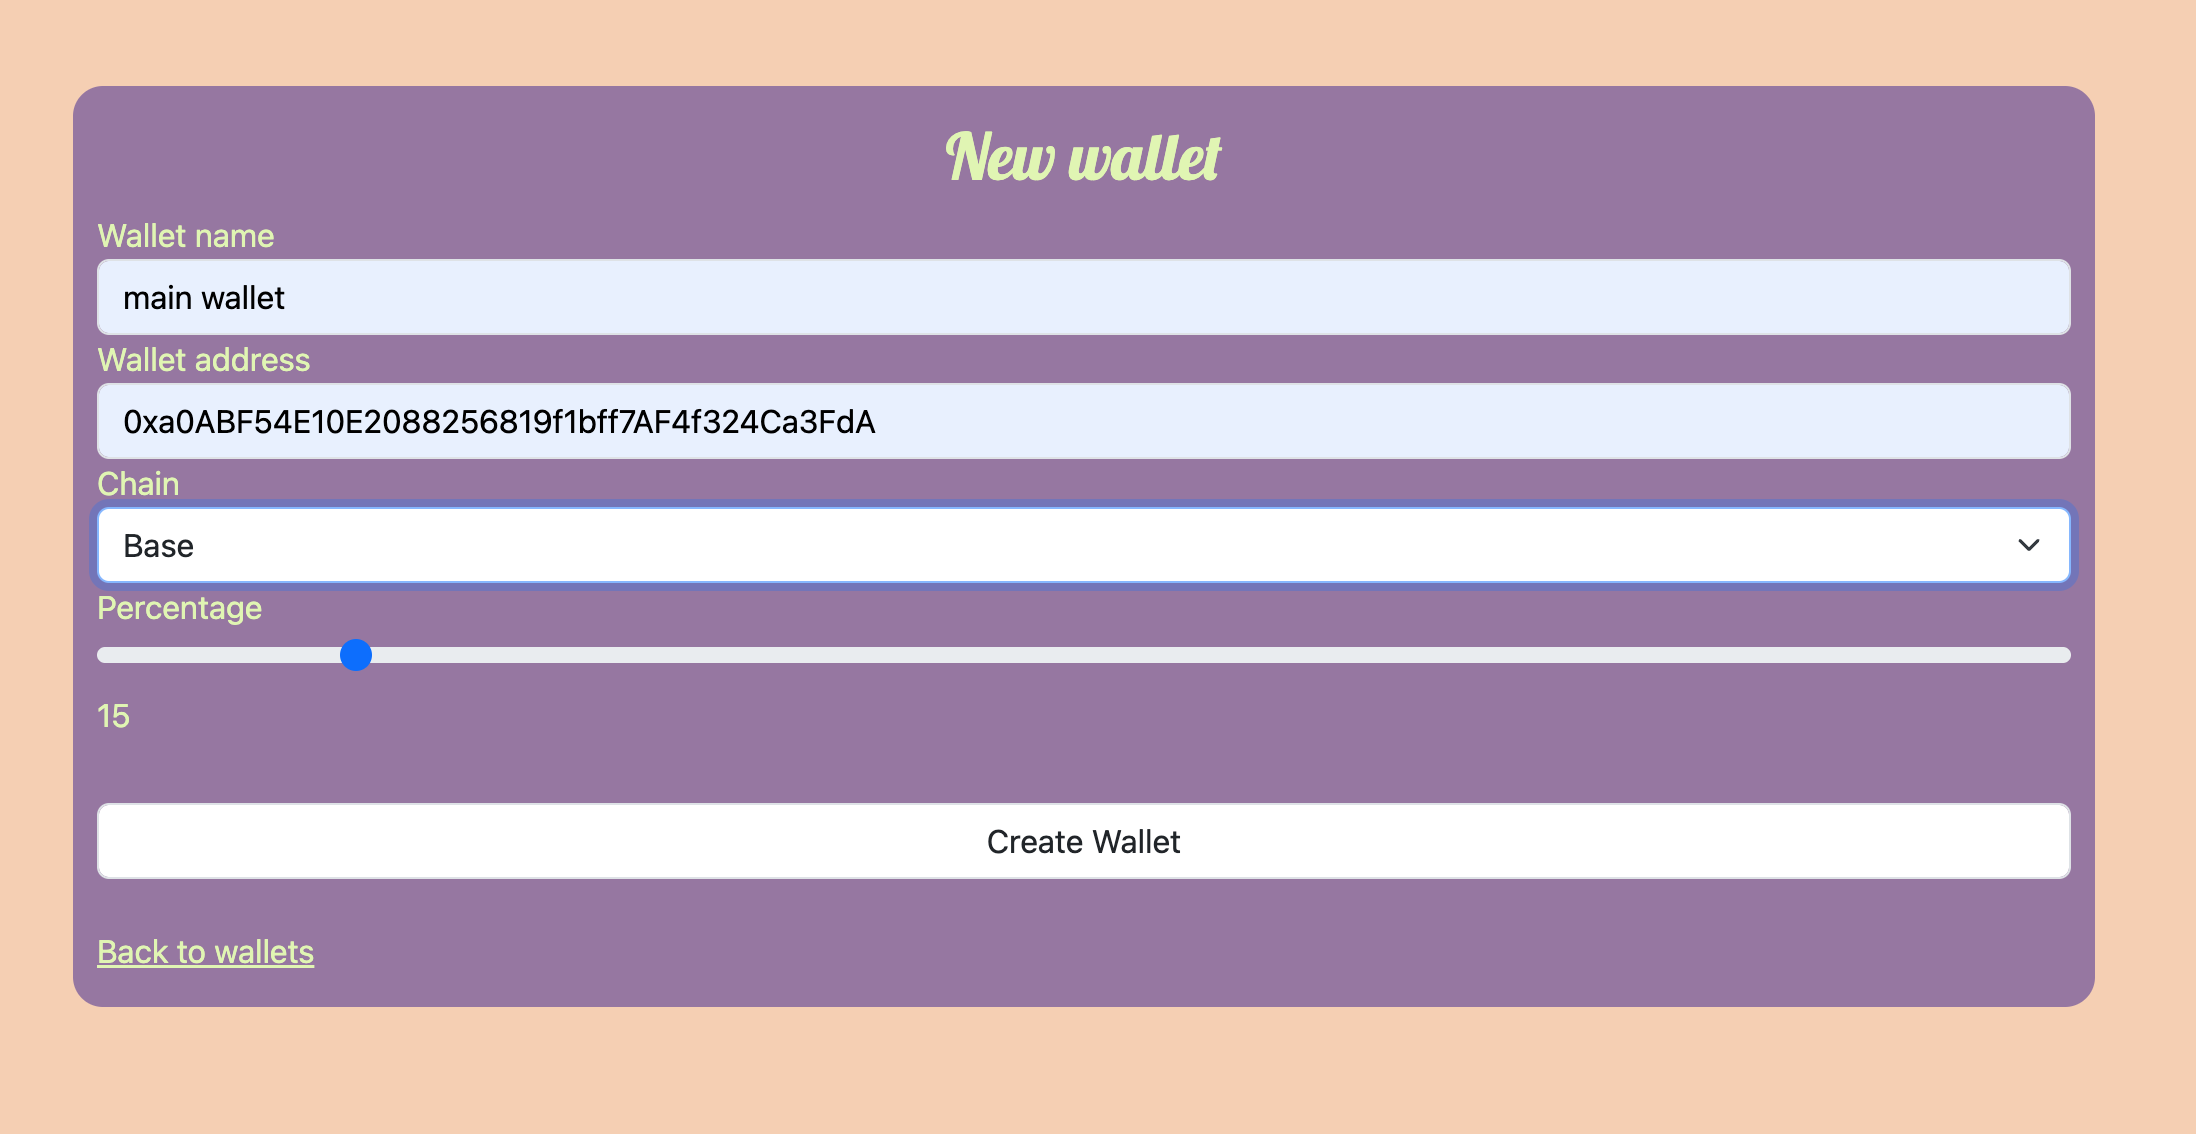 New wallet
Wallet name
main wallet
Wallet address
0xa0ABF54E10E2088256819f1bff7AF4f324Ca3FdA
Chain
Base
Percentage
15
Create Wallet
Back to wallets